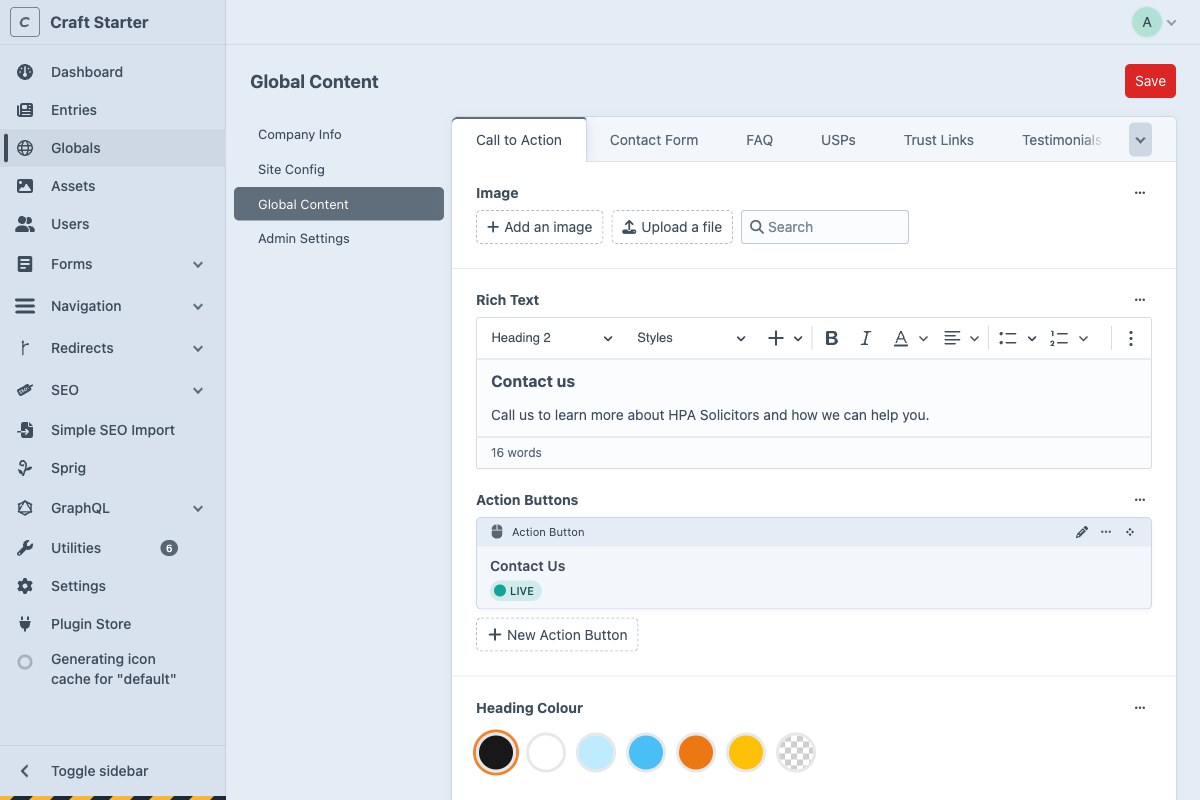 C Craft Starter
A
Dashboard
Entries
Globals
Assets
Users
Forms
Navigation
Redirects
SEO
Simple SEO Import
Sprig
GraphQL
Utilities 6
Settings
Plugin Store
Generating icon
cache for "default"
Toggle sidebar
Global Content
Save
Company Info
Site Config
Global Content
Admin Settings
Call to Action Contact Form FAQ USPs Trust Links Testimonials
Image
Add an image Upload a file Search
Rich Text
Heading 2 Styles B I A
Contact us
Call us to learn more about HPA Solicitors and how we can help you.
16 words
Action Buttons
Action Button
Contact Us
LIVE
New Action Button
Heading Colour